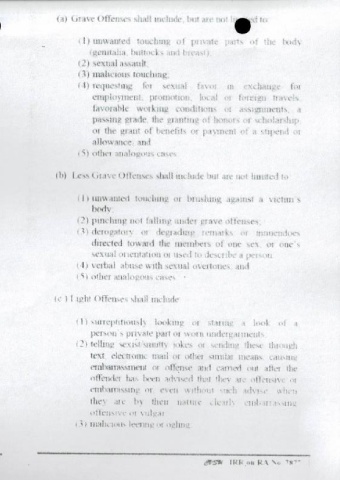 (a) Grave Offenses shall include, but are not limited to:
(1) unwanted touching of private parts of the body
(genitalia, buttocks and breast);
(2) sexual assault;
(3) malicious touching;
(4) requesting for sexual favor in exchange for
employment, promotion, local or foreign travels,
favorable working conditions or assignments, a
passing grade, the granting of honors or scholarship,
or the grant of benefits or payment of a stipend or
allowance; and
(5) other analogous cases.
(b) Less Grave Offenses shall include but are not limited to
(1) unwanted touching or brushing against a victim's
body;
(2) pinching not falling under grave offenses;
(3) derogatory or degrading remarks or innuendoes
directed toward the members of one sex, or one's
sexual orientation or used to describe a person
(4) verbal abuse with sexual overtones; and
(5) other analogous cases.
(c) Light Offenses shall include
(1) surreptitiously looking or staring a look of a
person's private part or worn undergarments
(2) telling sexist/smutty jokes or sending these through
text, electronic mail or other similar means, causing
embarrassment or offense and carried out after the
offender has been advised that they are offensive or
embarrassing or, even without such advise, when
they are by their nature clearly embarrassing,
offensive or vulgar
(3) malicious leering or ogling
IRR on RA No. 7877